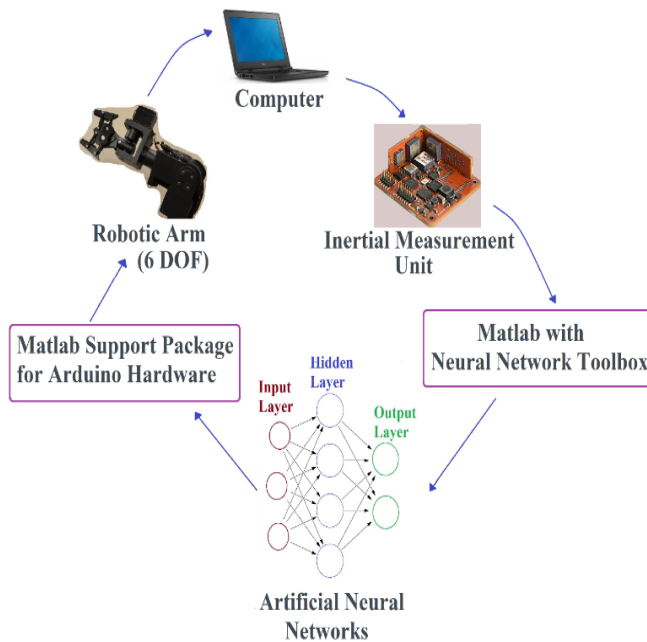 Computer
Robotic Arm
(6 DOF)
Inertial Measurement
Unit
Matlab Support Package
for Arduino Hardware
Matlab with
Neural Network Toolbox
Input
Layer
Hidden
Layer
Output
Layer
Artificial Neural
Networks